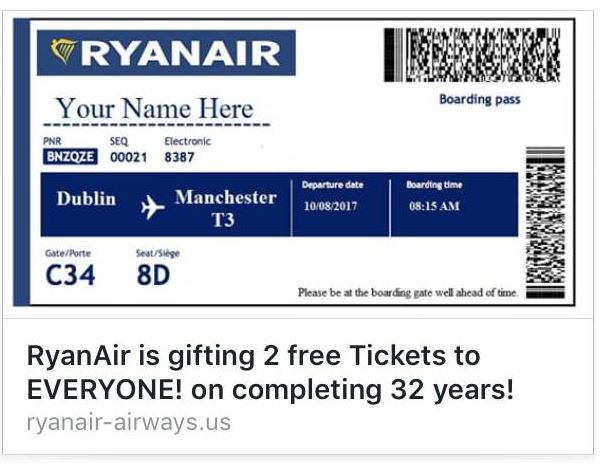 RYANAIR
Your Name Here
Boarding pass
PNR SEQ Electronic
BNZQZE 00021 8387
Dublin Manchester T3
Departure date
10/08/2017
Boarding time
08:15 AM
Gate/Porte Seat/Siège
C34 8D
Please be at the boarding gate well ahead of time.
RyanAir is gifting 2 free Tickets to
EVERYONE! on completing 32 years!
ryanair-airways.us